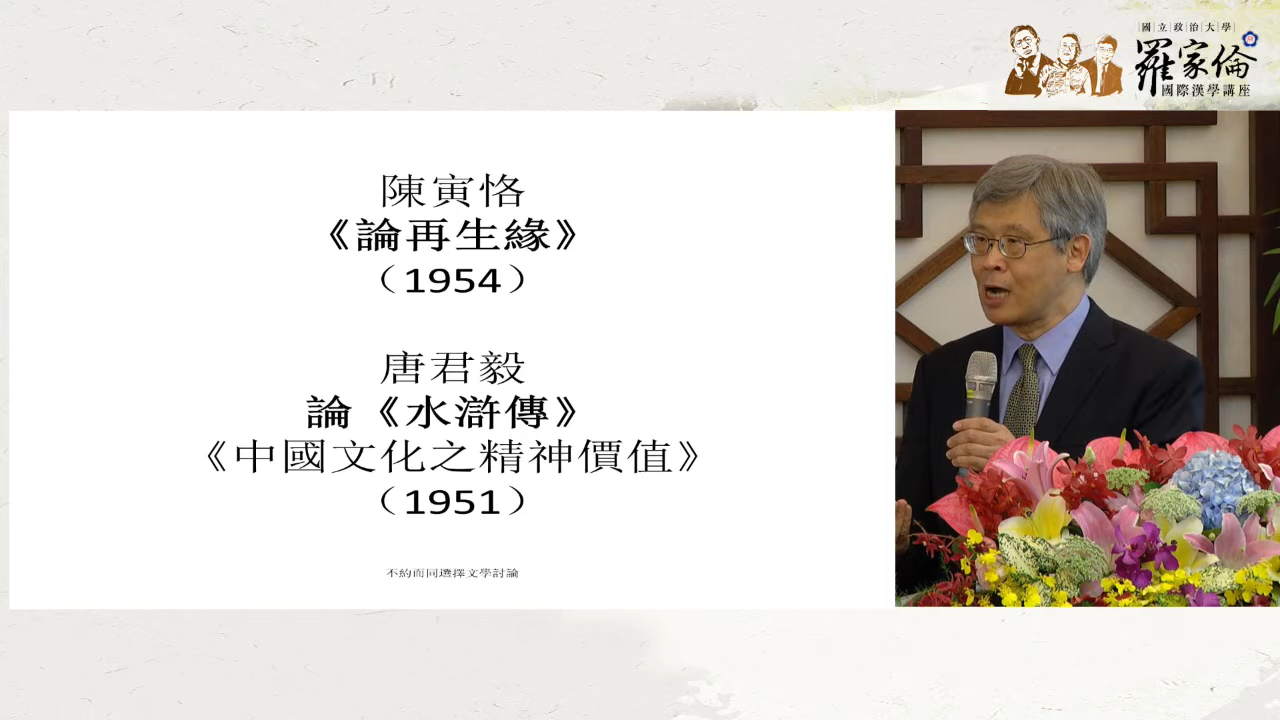 國立政治大學
羅家倫
國際漢學講座
陳寅恪
《論再生緣》
（1954）
唐君毅
論《水滸傳》
《中國文化之精神價值》
（1951）
不約而同選擇文學討論